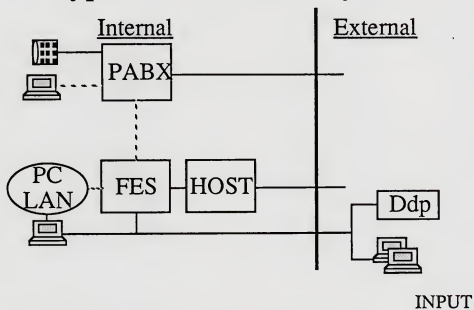 Internal
External
PABX
PC
LAN
FES
HOST
Ddp
INPUT